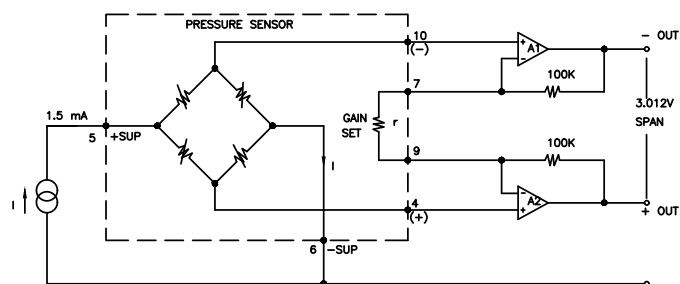 PRESSURE SENSOR
10
(-)
A1
+
-
- OUT
7
100K
1.5 mA
5
+SUP
GAIN
SET
r
3.012V
SPAN
I
I
9
100K
4
(+)
-
+
A2
+ OUT
6
-SUP